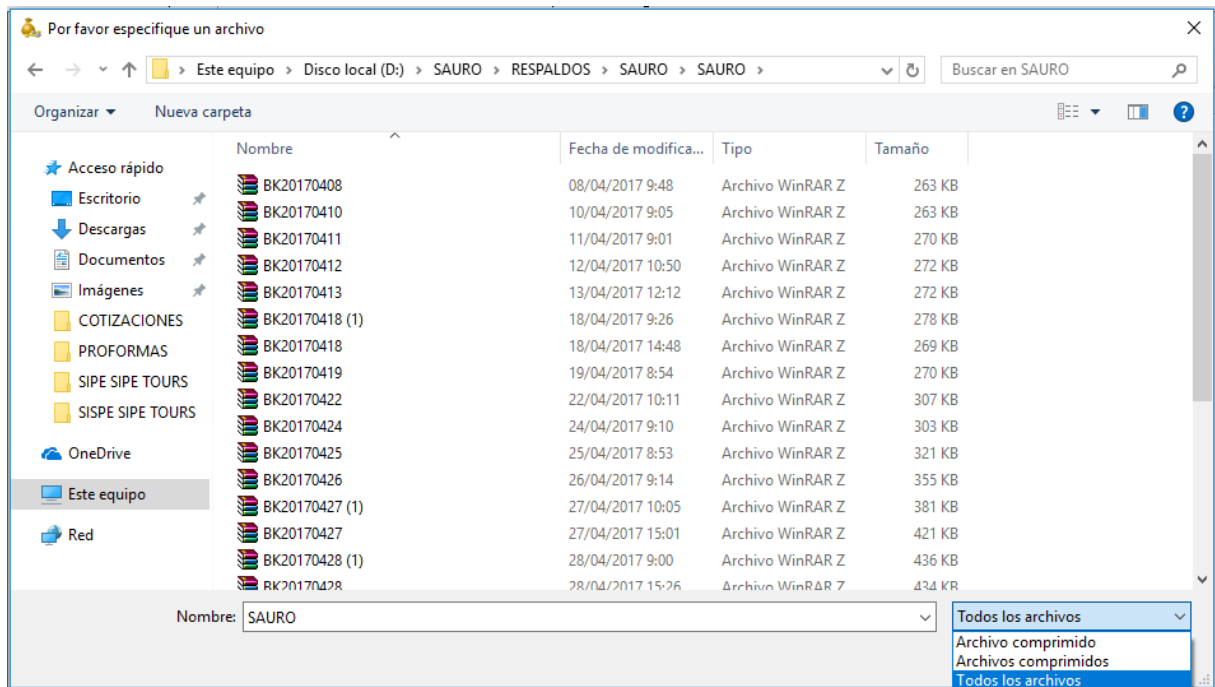 Por favor especifique un archivo
Este equipo > Disco local (D:) > SAURO > RESPALDOS > SAURO > SAURO >
Buscar en SAURO
Organizar
Nueva carpeta
Nombre
Fecha de modifica...
Tipo
Tamaño
Acceso rápido
Escritorio
Descargas
Documentos
Imágenes
COTIZACIONES
PROFORMAS
SIPE SIPE TOURS
SISPE SIPE TOURS
OneDrive
Este equipo
Red
BK20170408 08/04/2017 9:48 Archivo WinRAR Z 263 KB
BK20170410 10/04/2017 9:05 Archivo WinRAR Z 263 KB
BK20170411 11/04/2017 9:01 Archivo WinRAR Z 270 KB
BK20170412 12/04/2017 10:50 Archivo WinRAR Z 272 KB
BK20170413 13/04/2017 12:12 Archivo WinRAR Z 272 KB
BK20170418 (1) 18/04/2017 9:26 Archivo WinRAR Z 278 KB
BK20170418 18/04/2017 14:48 Archivo WinRAR Z 269 KB
BK20170419 19/04/2017 8:54 Archivo WinRAR Z 270 KB
BK20170422 22/04/2017 10:11 Archivo WinRAR Z 307 KB
BK20170424 24/04/2017 9:10 Archivo WinRAR Z 303 KB
BK20170425 25/04/2017 8:53 Archivo WinRAR Z 321 KB
BK20170426 26/04/2017 9:14 Archivo WinRAR Z 355 KB
BK20170427 (1) 27/04/2017 10:05 Archivo WinRAR Z 381 KB
BK20170427 27/04/2017 15:01 Archivo WinRAR Z 421 KB
BK20170428 (1) 28/04/2017 9:00 Archivo WinRAR Z 436 KB
BK20170428 28/04/2017 15:26 Archivo WinRAR Z 434 KB
Nombre: SAURO
Todos los archivos
Archivo comprimido
Archivos comprimidos
Todos los archivos